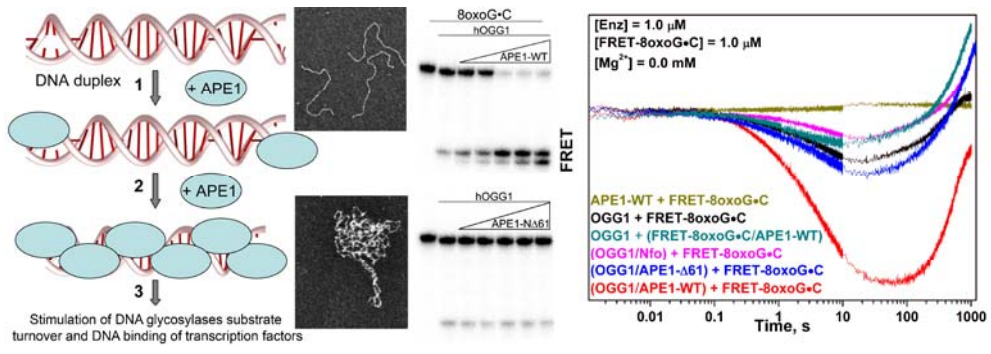 DNA duplex
1
+ APE1
2
+ APE1
3
Stimulation of DNA glycosylases substrate
turnover and DNA binding of transcription factors
8oxoG•C
hOGG1
APE1-WT
hOGG1
APE1-NΔ61
[Enz] = 1.0 μM
[FRET-8oxoG•C] = 1.0 μM
[Mg²⁺] = 0.0 mM
FRET
APE1-WT + FRET-8oxoG•C
OGG1 + FRET-8oxoG•C
OGG1 + (FRET-8oxoG•C/APE1-WT)
(OGG1/Nfo) + FRET-8oxoG•C
(OGG1/APE1-Δ61) + FRET-8oxoG•C
(OGG1/APE1-WT) + FRET-8oxoG•C
0.01 0.1 1 10 100 1000
Time, s